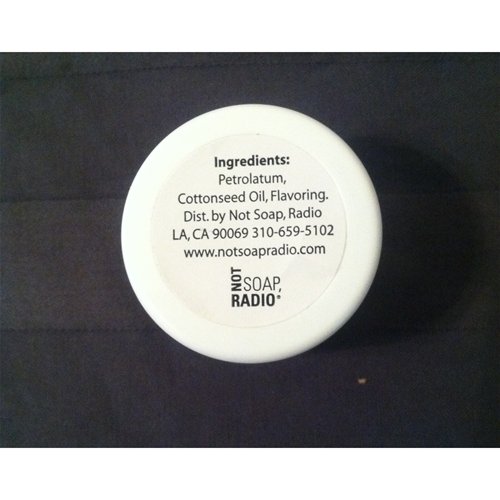 Ingredients:
Petrolatum,
Cottonseed Oil, Flavoring.
Dist. by Not Soap, Radio
LA, CA 90069 310-659-5102
www.notsoapradio.com
NOT
SOAP,
RADIO®